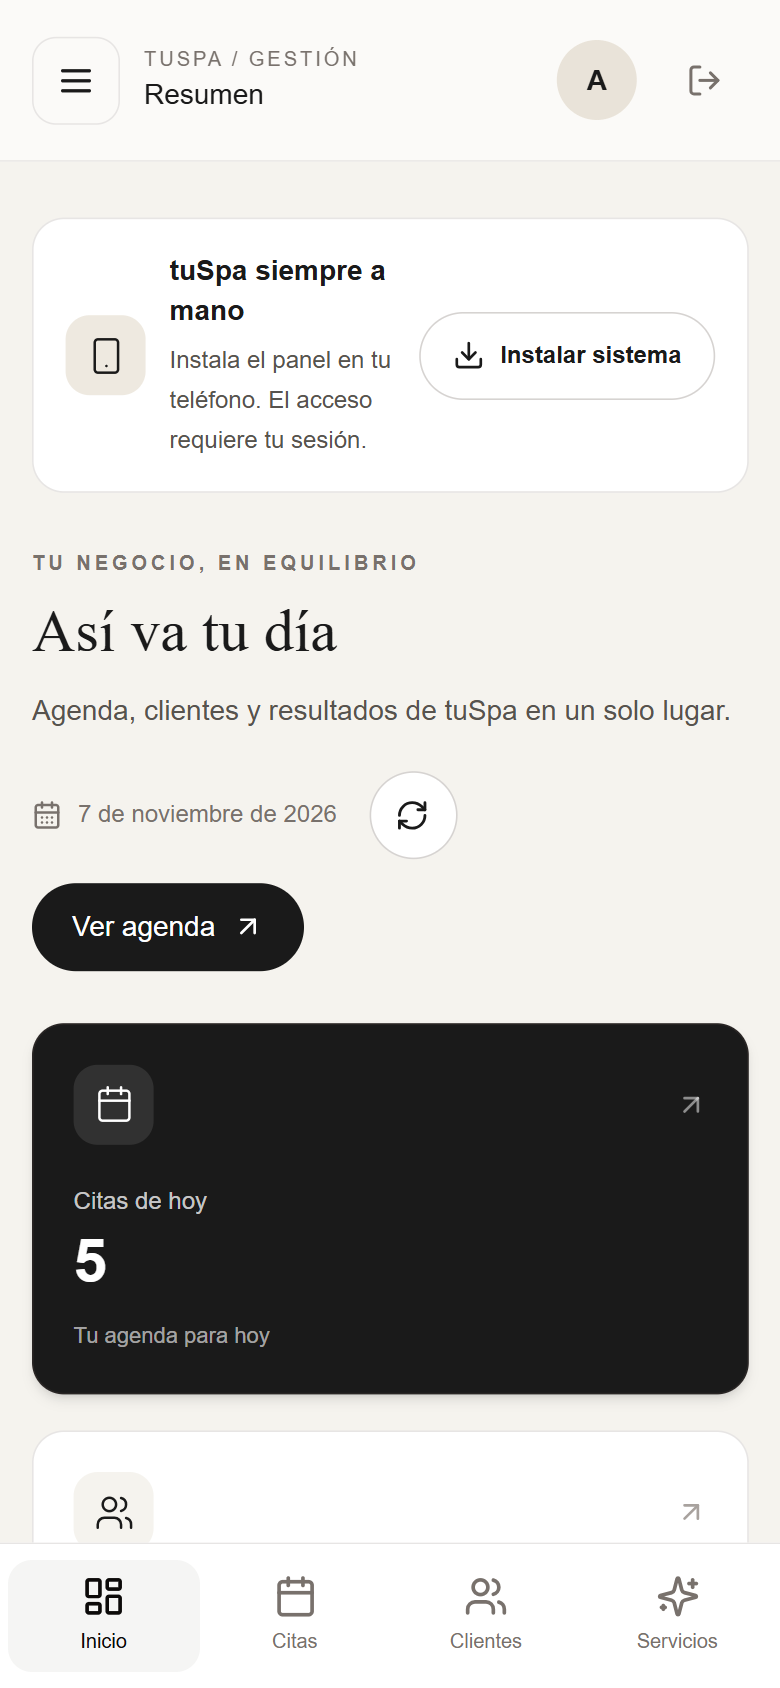 TUSPA / GESTIÓN
Resumen
A
tuSpa siempre a
mano
Instala el panel en tu
teléfono. El acceso
requiere tu sesión.
Instalar sistema
TU NEGOCIO, EN EQUILIBRIO
Así va tu día
Agenda, clientes y resultados de tuSpa en un solo lugar.
7 de noviembre de 2026
Ver agenda
Citas de hoy
5
Tu agenda para hoy
Inicio
Citas
Clientes
Servicios